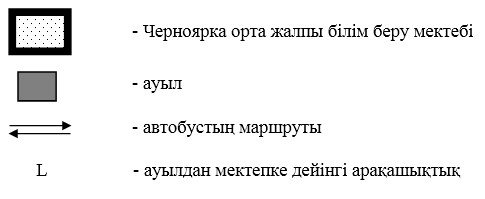 - Черноярка орта жалпы білім беру мектебі
- ауыл
- автобустың маршруты
L - ауылдан мектепке дейінгі арақашықтық